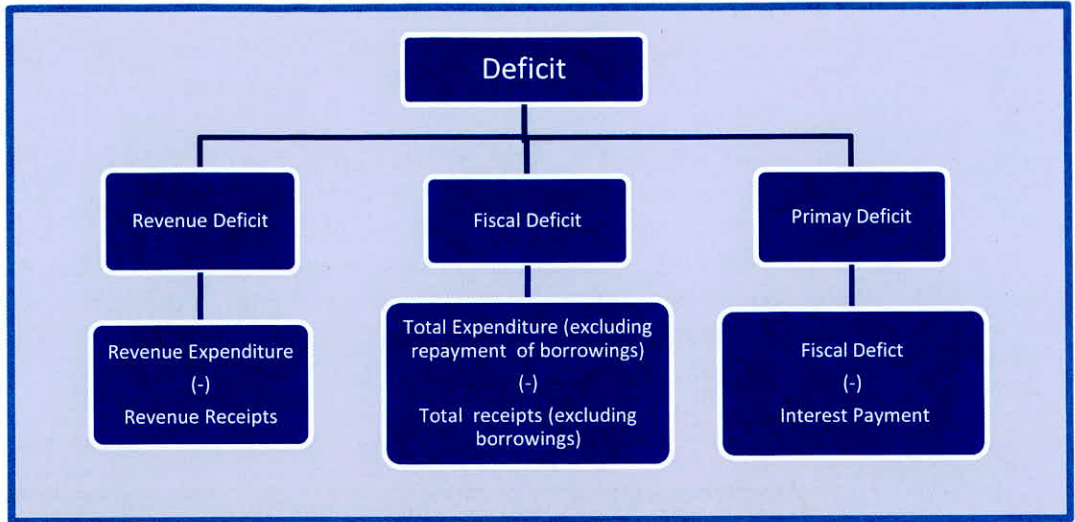 Deficit
Revenue Deficit
Fiscal Deficit
Primay Deficit
Revenue Expenditure
(-)
Revenue Receipts
Total Expenditure (excluding
repayment of borrowings)
(-)
Total receipts (excluding
borrowings)
Fiscal Defict
(-)
Interest Payment